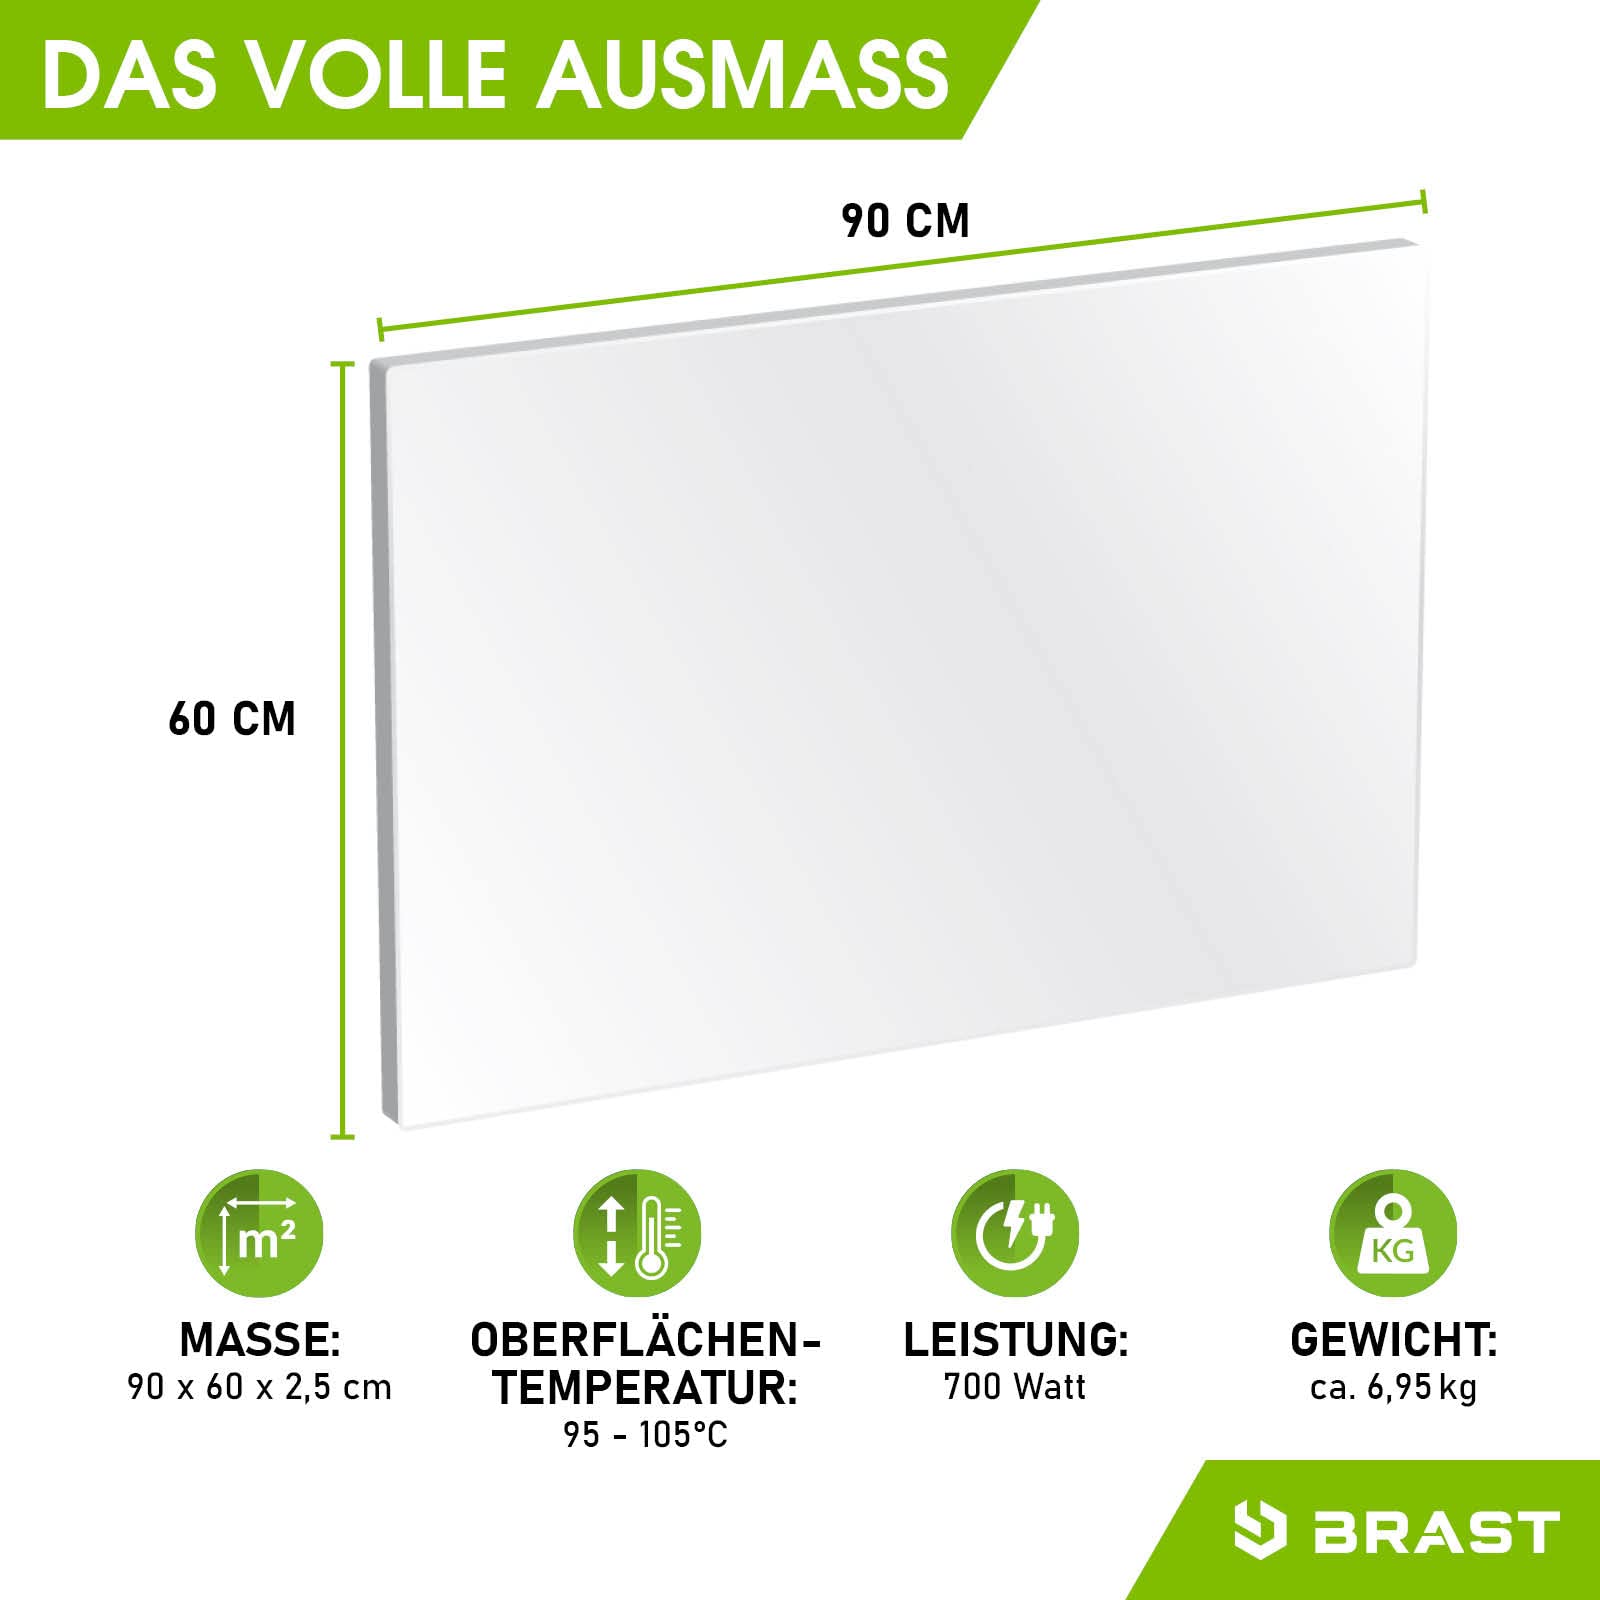 DAS VOLLE AUSMASS
90 CM
60 CM
m²
KG
MASSE:
90 x 60 x 2,5 cm
OBERFLÄCHEN-
TEMPERATUR:
95 - 105°C
LEISTUNG:
700 Watt
GEWICHT:
ca. 6,95 kg
BRAST